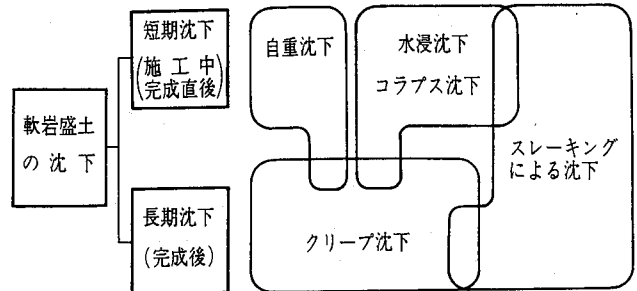 軟岩盛土
の沈下
短期沈下
(施工中
完成直後)
長期沈下
(完成後)
自重沈下
水浸沈下
コラプス沈下
スレーキング
による沈下
クリープ沈下